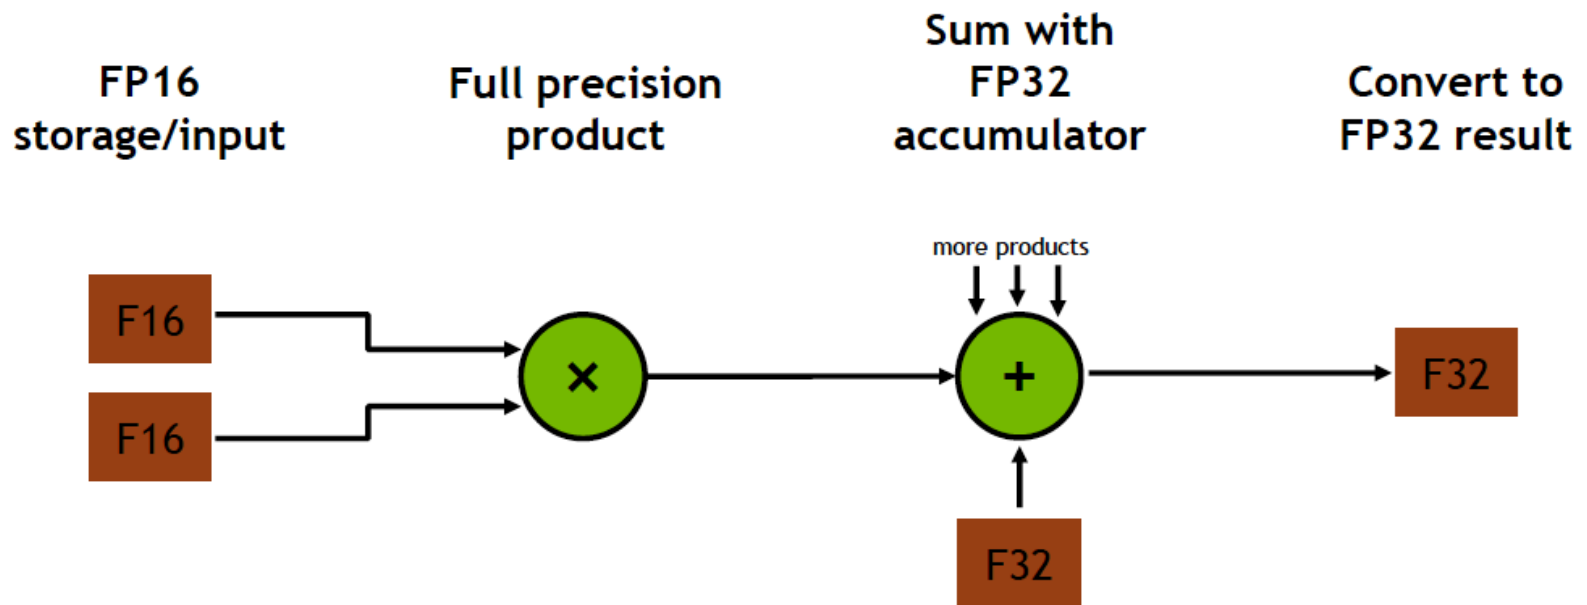 FP16
storage/input
Full precision
product
Sum with
FP32
accumulator
Convert to
FP32 result
more products
F16
F16
×
+
F32
F32